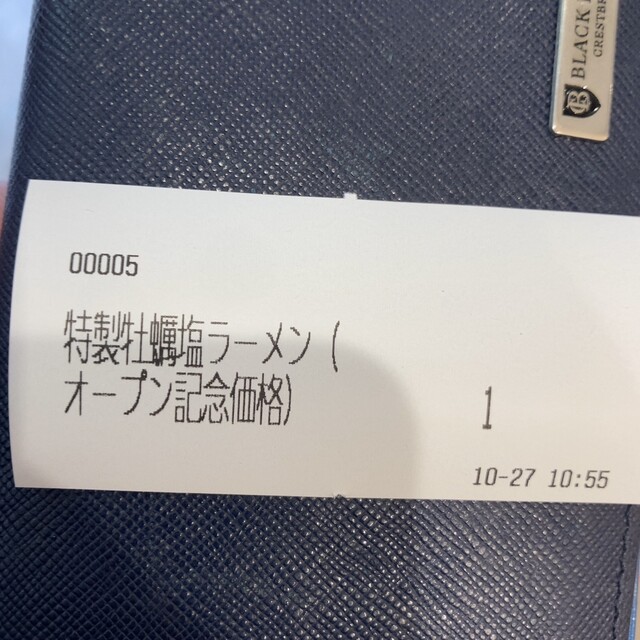 BLACK
CRESTBR
00005
特製牡蠣塩ラーメン(
オープン記念価格)
1
10-27 10:55